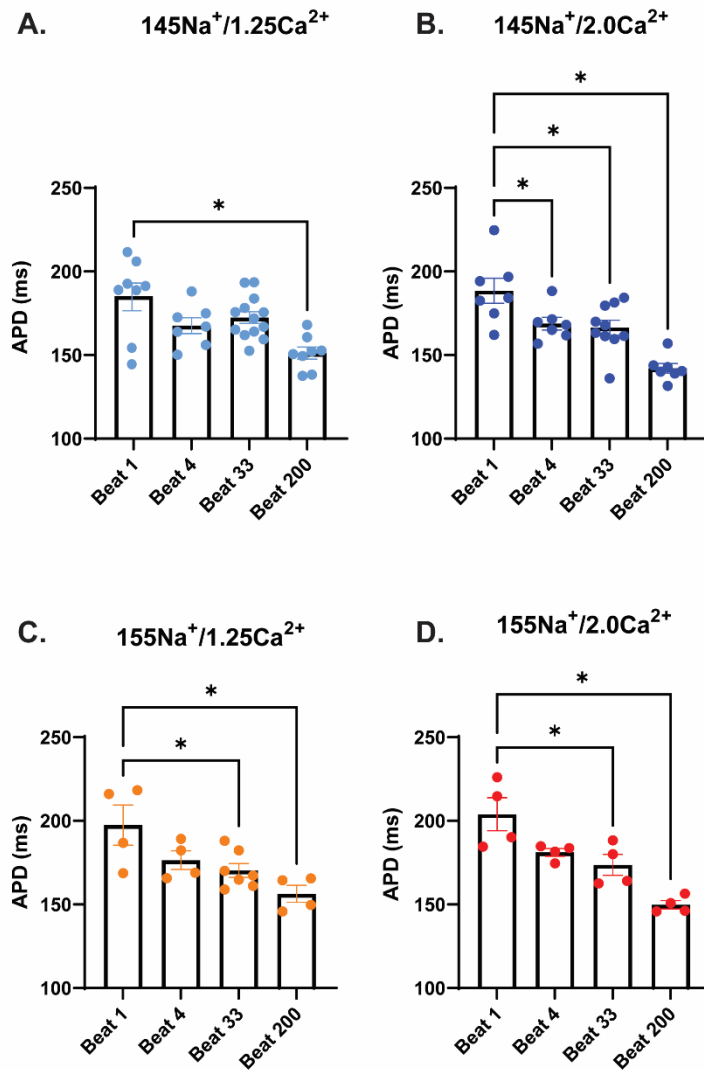 A.
145Na⁺/1.25Ca²⁺
APD (ms)
250
200
150
100
*
Beat 1
Beat 4
Beat 33
Beat 200
B.
145Na⁺/2.0Ca²⁺
APD (ms)
250
200
150
100
*
*
*
Beat 1
Beat 4
Beat 33
Beat 200
C.
155Na⁺/1.25Ca²⁺
APD (ms)
250
200
150
100
*
*
Beat 1
Beat 4
Beat 33
Beat 200
D.
155Na⁺/2.0Ca²⁺
APD (ms)
250
200
150
100
*
*
Beat 1
Beat 4
Beat 33
Beat 200